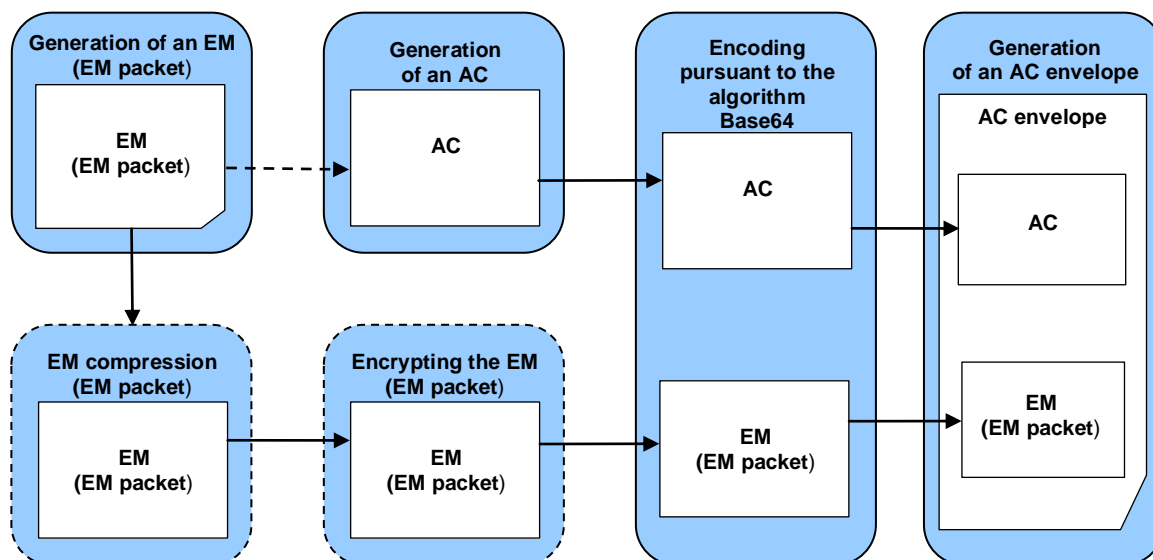 Generation of an EM
(EM packet)
EM
(EM packet)
Generation
of an AC
AC
Encoding
pursuant to the
algorithm
Base64
AC
Generation
of an AC envelope
AC envelope
AC
EM compression
(EM packet)
EM
(EM packet)
Encrypting the EM
(EM packet)
EM
(EM packet)
EM
(EM packet)
EM
(EM packet)